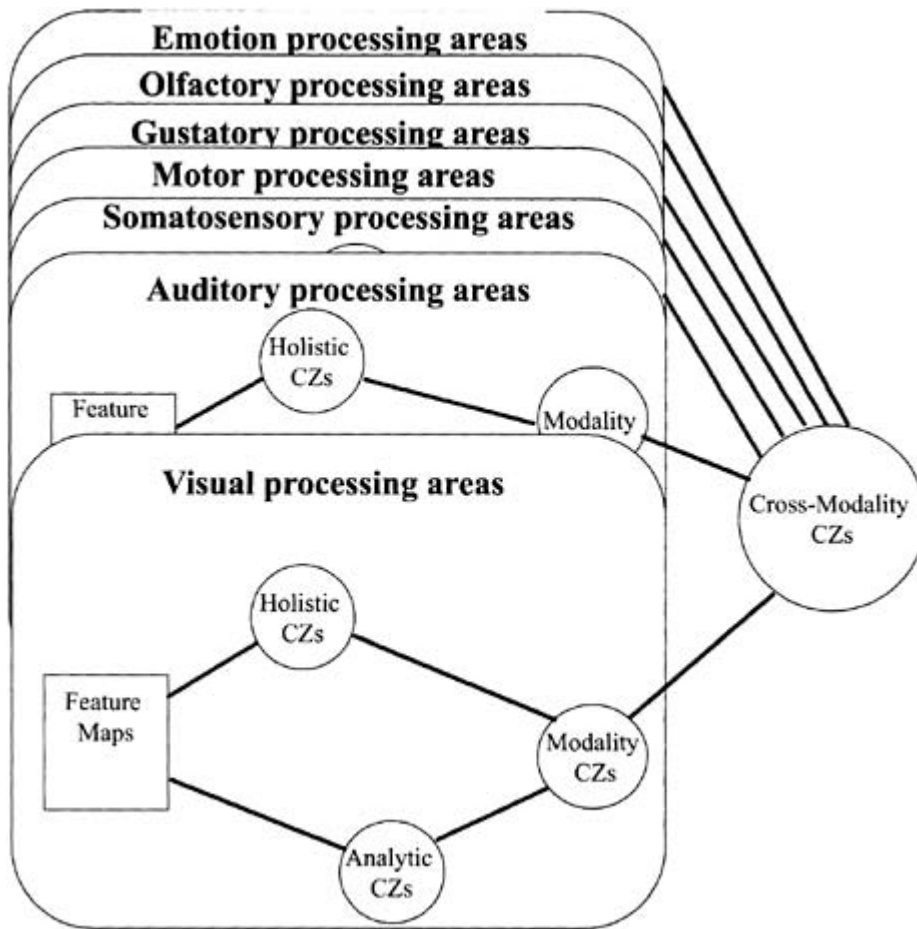 Emotion processing areas
Olfactory processing areas
Gustatory processing areas
Motor processing areas
Somatosensory processing areas
Auditory processing areas
Holistic
CZs
Feature
Modality
Visual processing areas
Cross-Modality
CZs
Holistic
CZs
Feature
Maps
Modality
CZs
Analytic
CZs